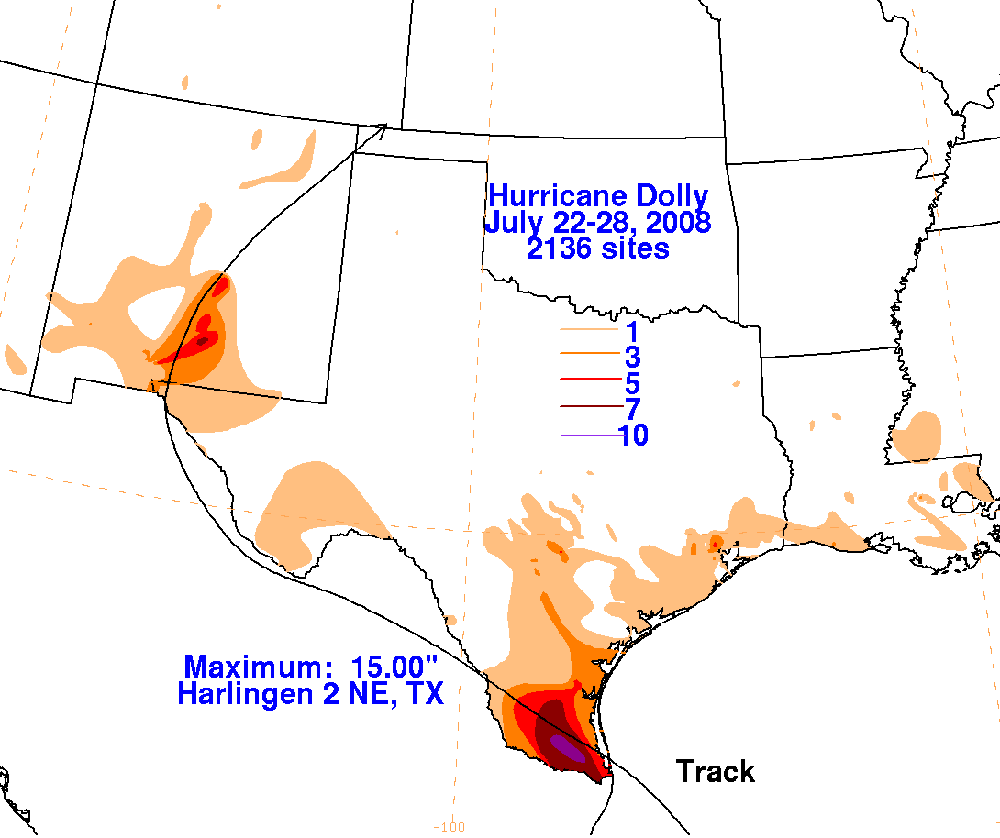 Hurricane Dolly
July 22-28, 2008
2136 sites
1
3
5
7
10
Maximum: 15.00"
Harlingen 2 NE, TX
Track
-100